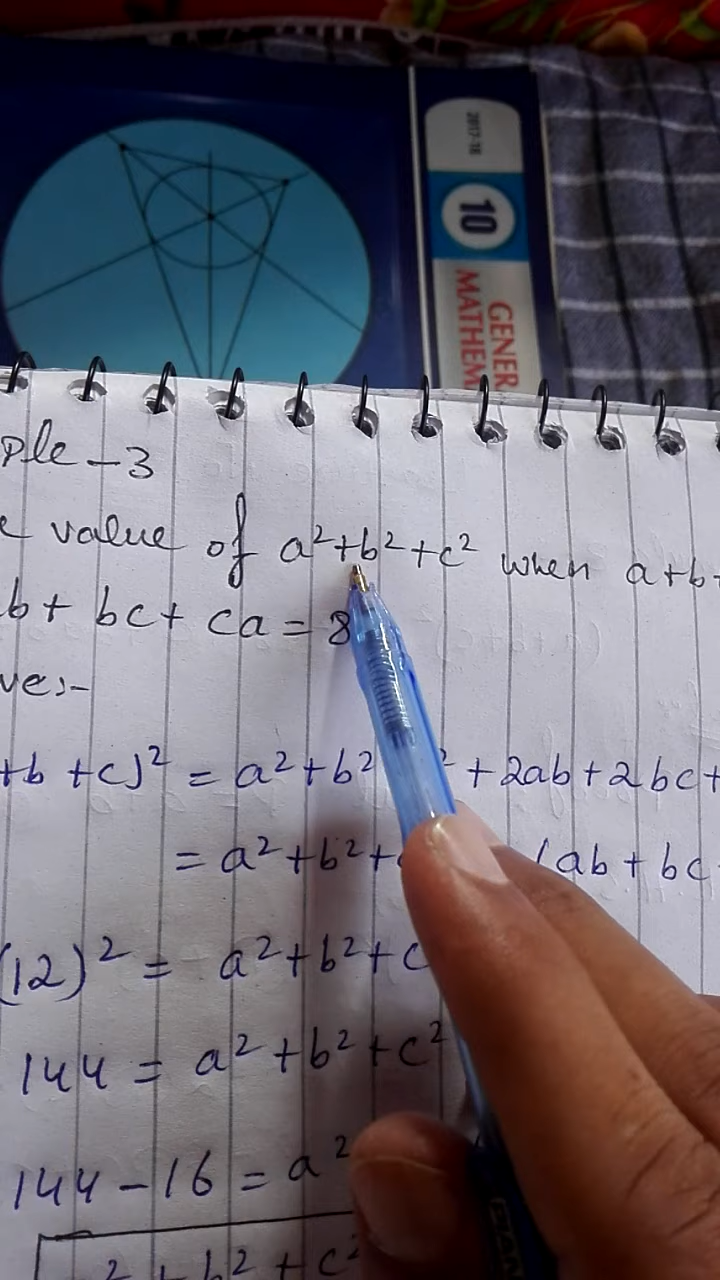 2017-18
10
GENER
MATHEM
ple-3
e value of a²+b²+c² when a+b+
b+ bc+ ca = 8
ve:-
+b +c)² = a²+b² ² +2ab+2bc+
= a²+b²+c (ab+bc+
(12)² = a²+b²+c
144 = a²+b²+c²
144-16 = a²
² + b² + c²